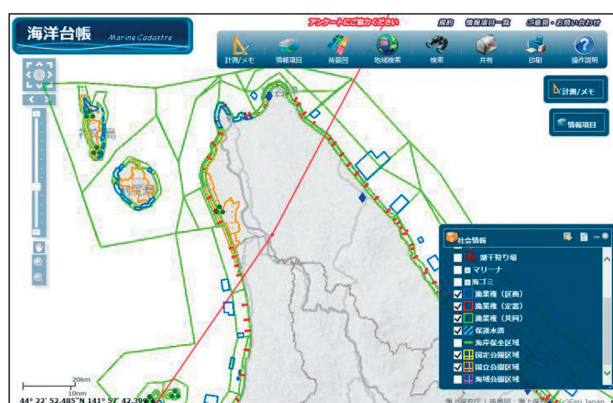 海洋台帳
Marine Cadastre
アンケートにご協力ください
規約 情報項目一覧 ご意見・お問い合わせ
計測/メモ 情報項目 背景図 地域検索 検索 共有 印刷 操作説明
計測/メモ
情報項目
社会情報
潮干狩り場
マリーナ
海ゴミ
漁業権（区画）
漁業権（定置）
漁業権（共同）
保護水面
海岸保全区域
国定公園区域
国立公園区域
海域公園区域
20km
10nm
44° 22' 52.485"N 141° 57' 42.399"E